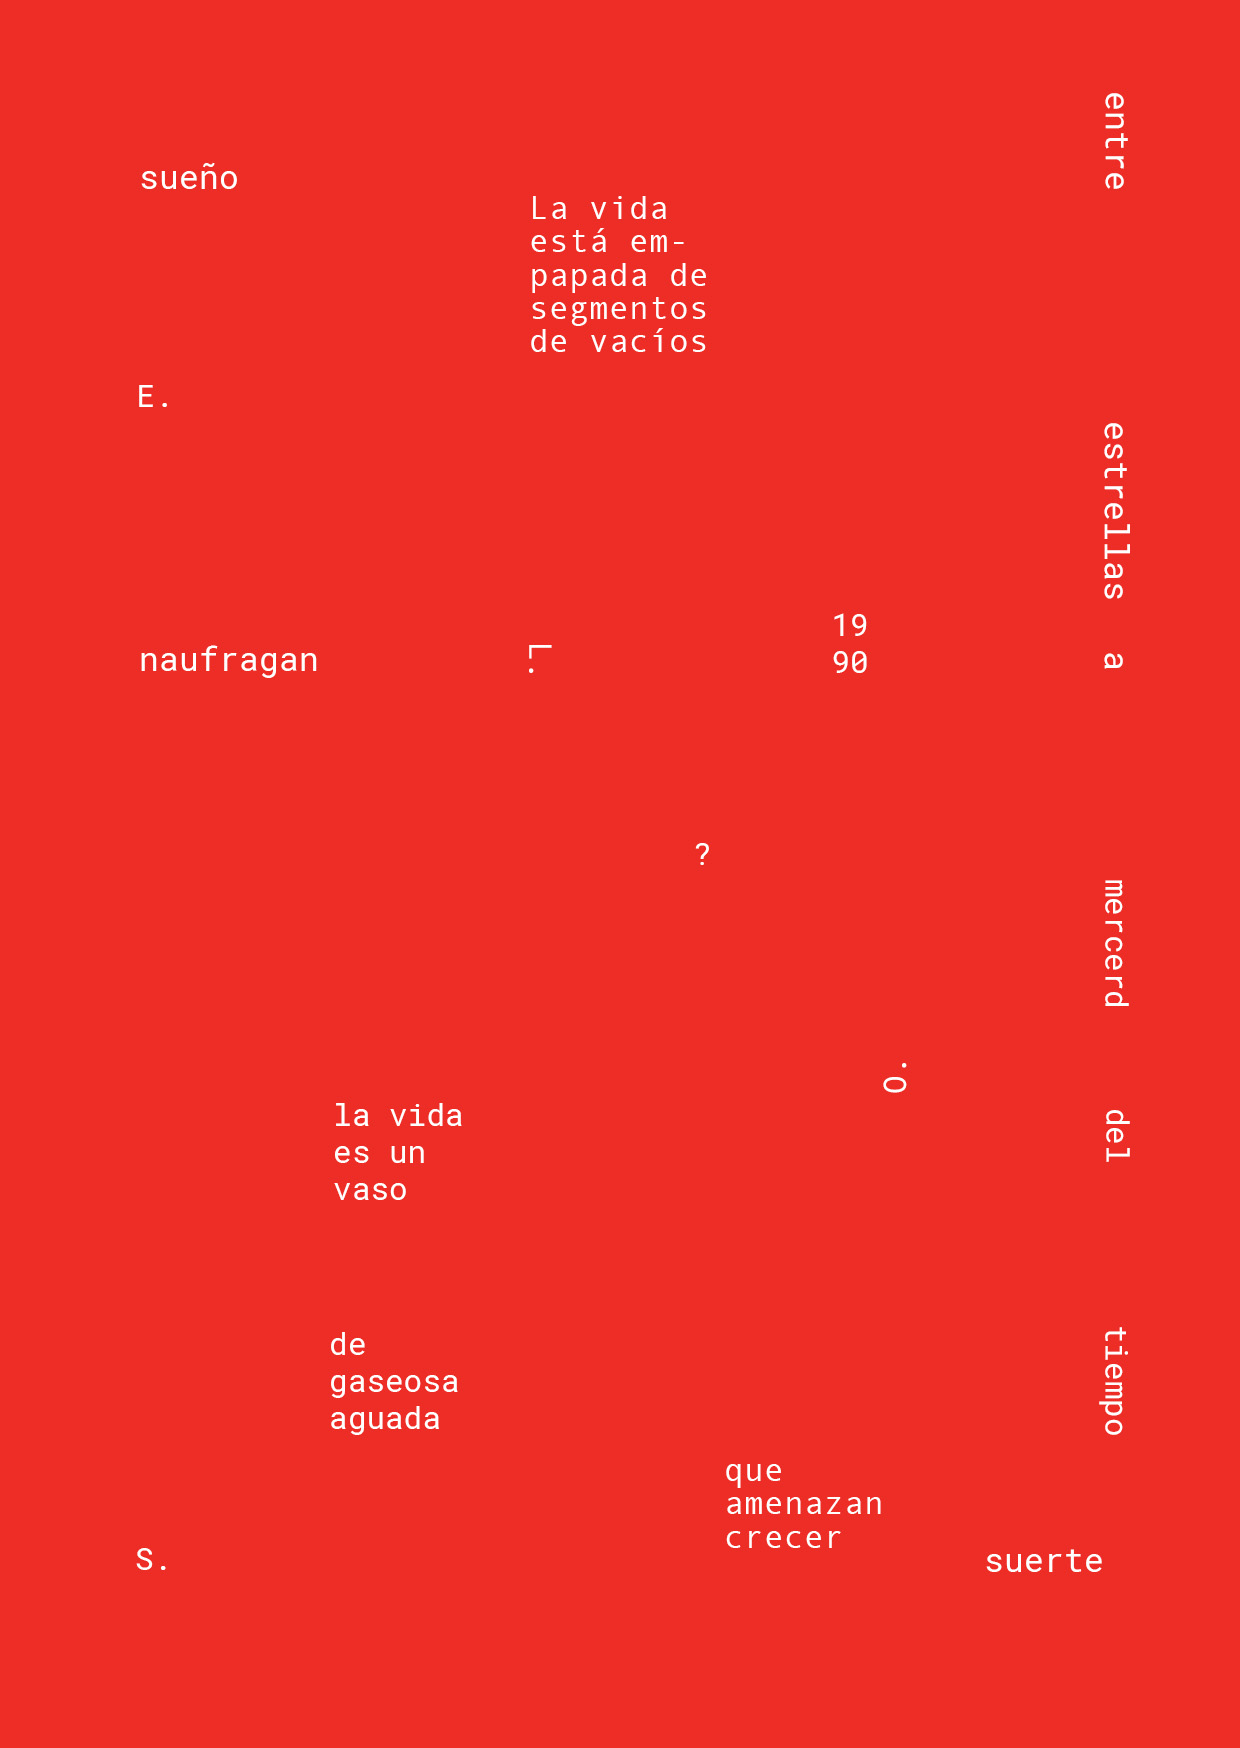 entre
sueño
La vida
está em-
papada de
segmentos
de vacíos
E.
estrellas
19
90
naufragan
L.
a
?
mercerd
O.
la vida
es un
vaso
del
de
gaseosa
aguada
tiempo
que
amenazan
crecer
S.
suerte